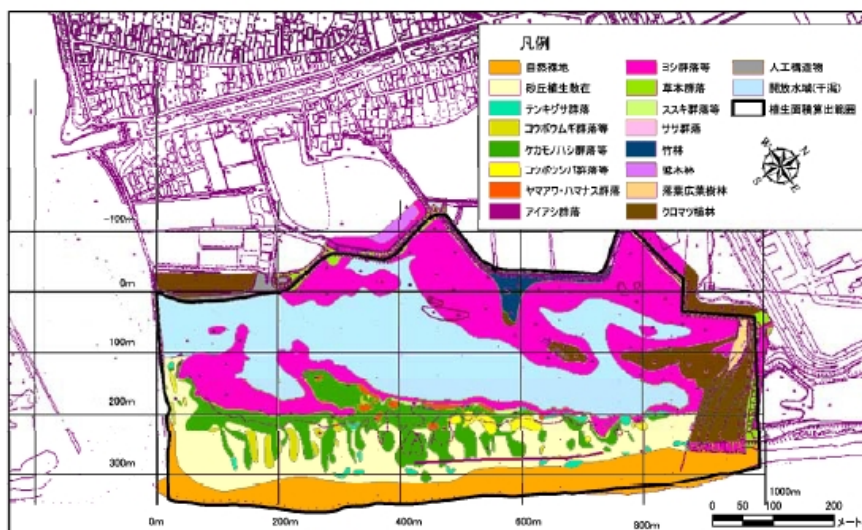 凡例
自然裸地
砂丘植生散在
テンキグサ群落
コウボウムギ群落等
ケカモノハシ群落等
コウボウシバ群落等
ヤマアワ・ハマナス群落
アイアシ群落
ヨシ群落等
草本群落
ススキ群落等
ササ群落
竹林
低木林
落葉広葉樹林
クロマツ植林
人工構造物
開放水域(干潟)
植生面積算出範囲
W N
S E
-100m
0m
100m
200m
300m
0m 200m 400m 600m 800m 1000m
0 50 100 200 メート